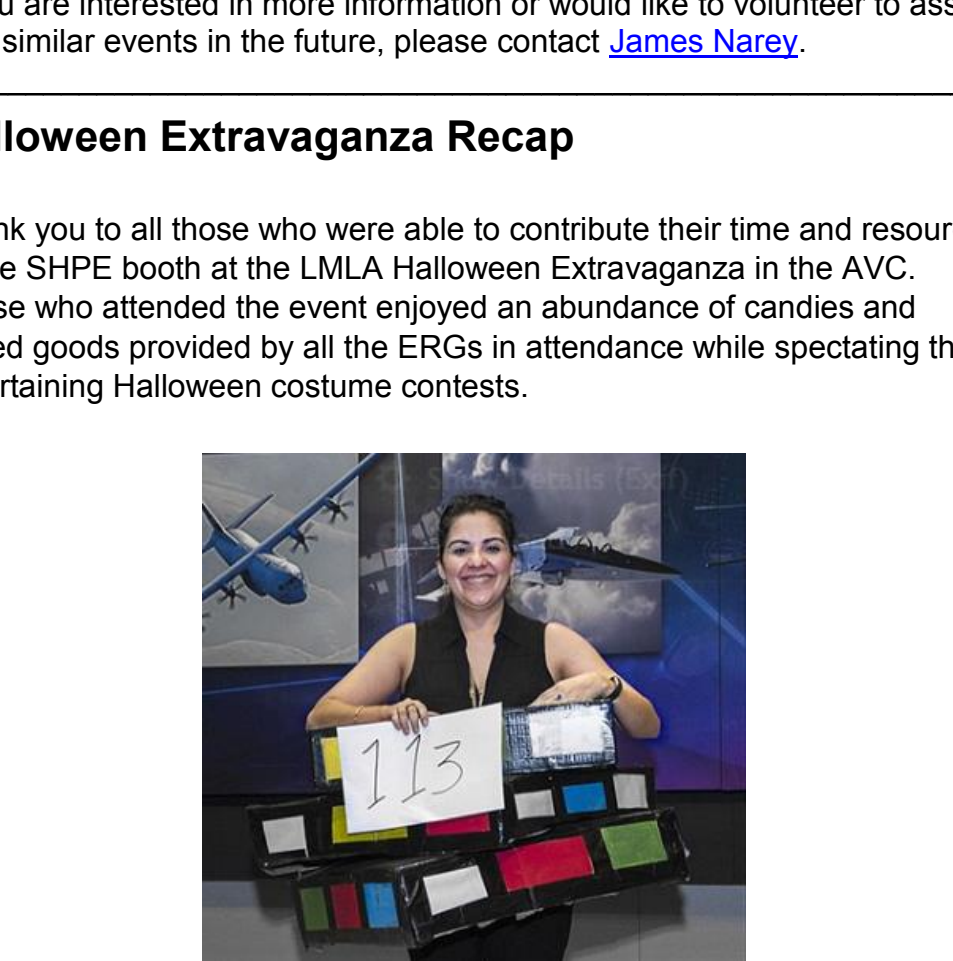 u are interested in more information or would like to volunteer to ass
similar events in the future, please contact James Narey.
lloween Extravaganza Recap
nk you to all those who were able to contribute their time and resour
e SHPE booth at the LMLA Halloween Extravaganza in the AVC.
se who attended the event enjoyed an abundance of candies and
ed goods provided by all the ERGs in attendance while spectating th
rtaining Halloween costume contests.
Show Details (Exif)
113